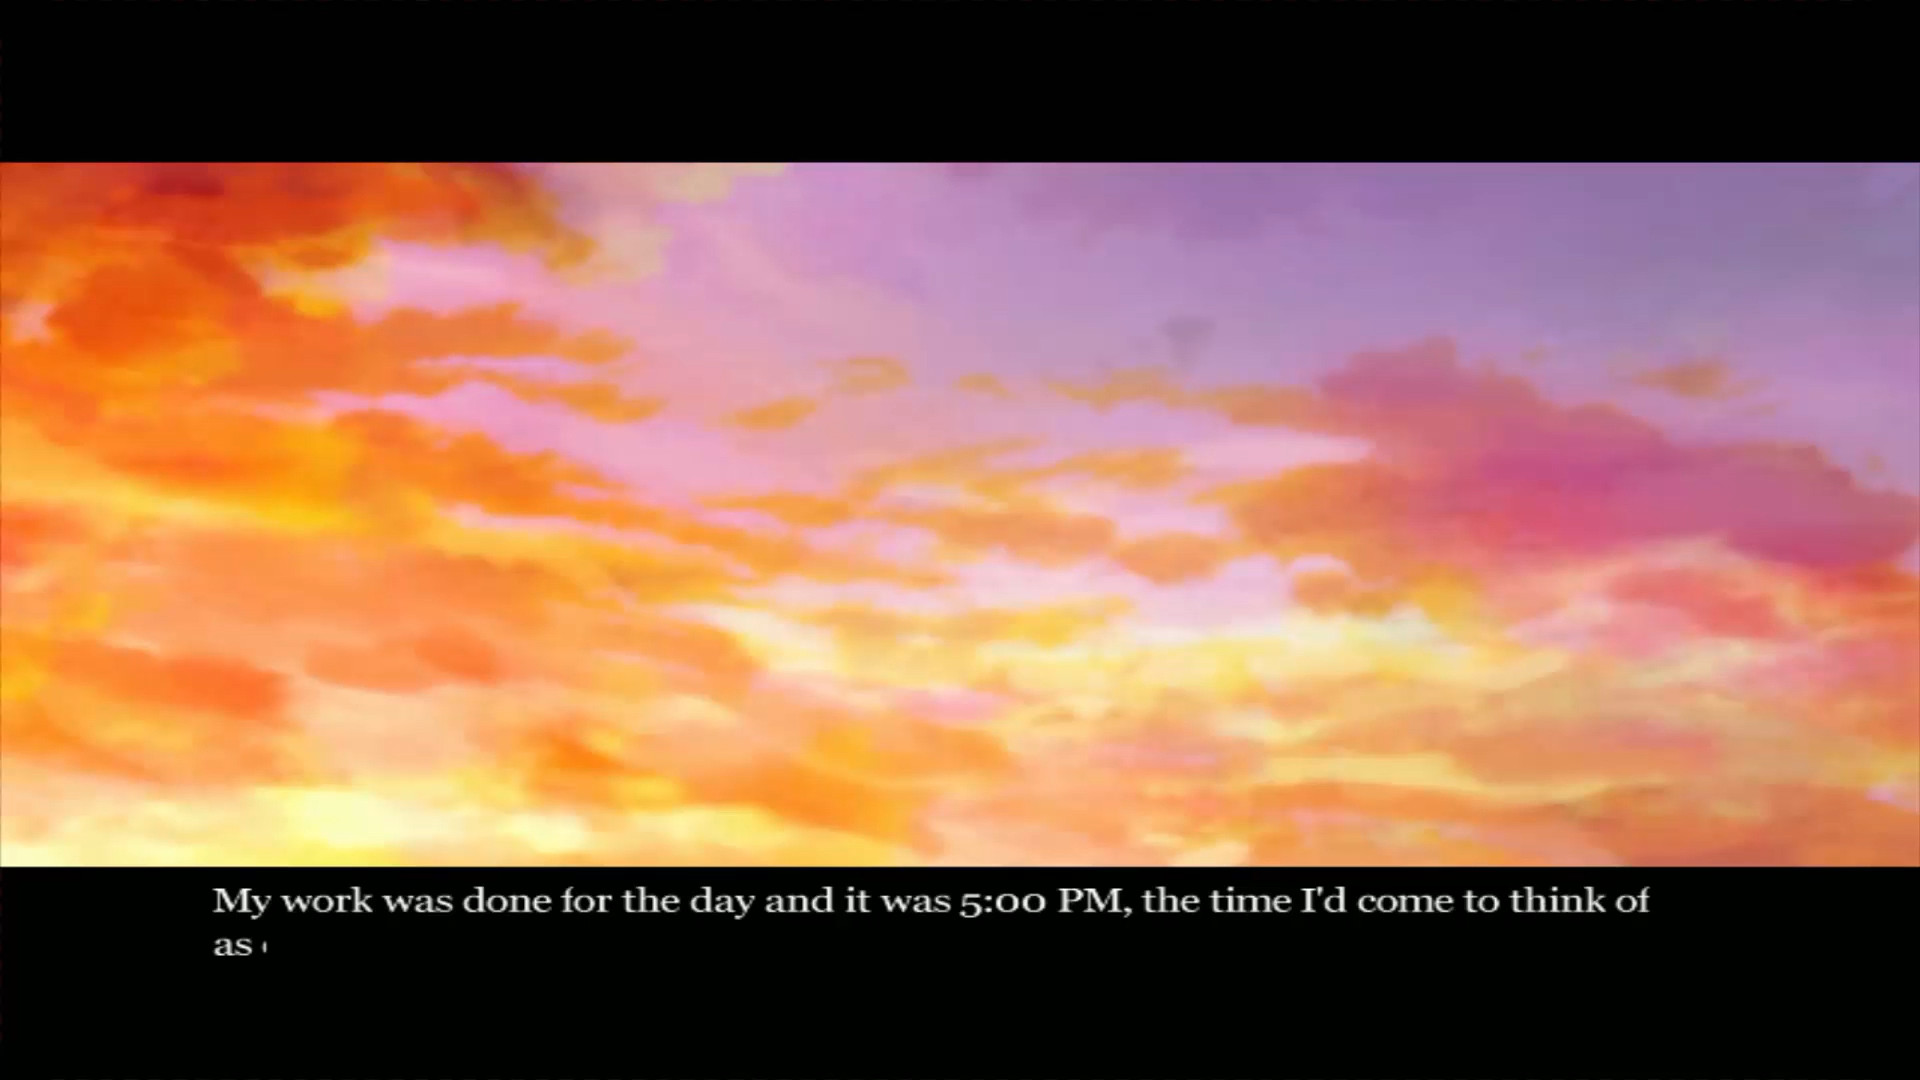 My work was done for the day and it was 5:00 PM, the time I'd come to think of
as